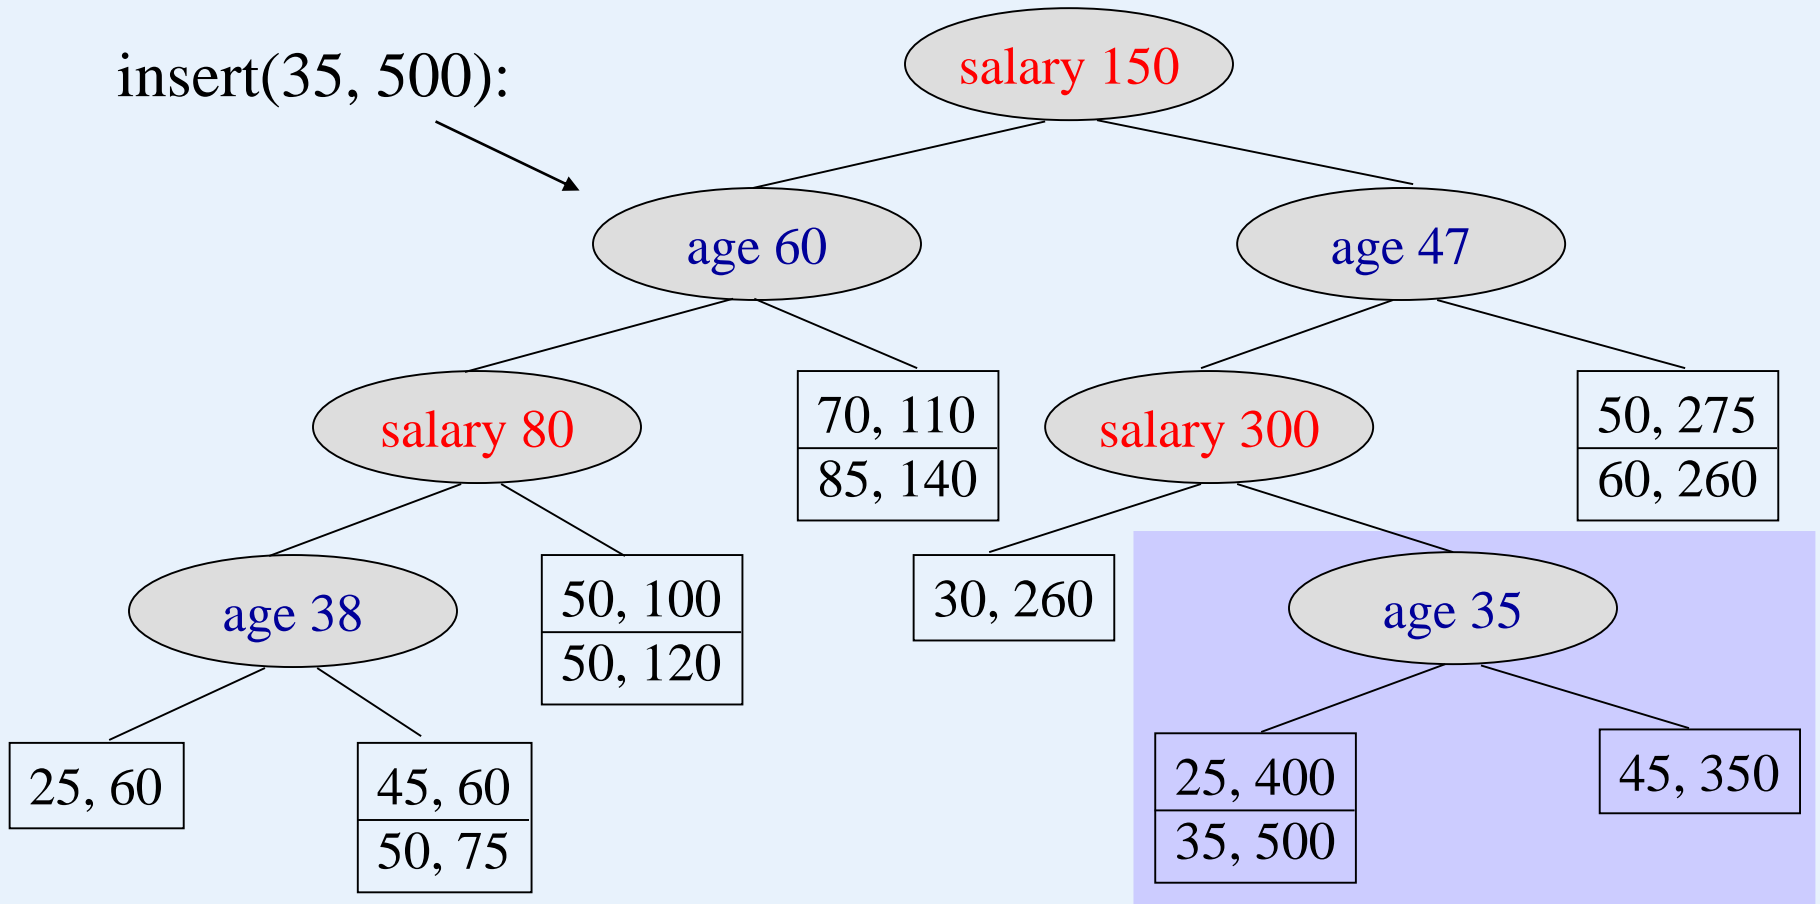 insert(35, 500):
salary 150
age 60
age 47
salary 80
70, 110
85, 140
salary 300
50, 275
60, 260
age 38
50, 100
50, 120
30, 260
age 35
25, 60
45, 60
50, 75
25, 400
35, 500
45, 350